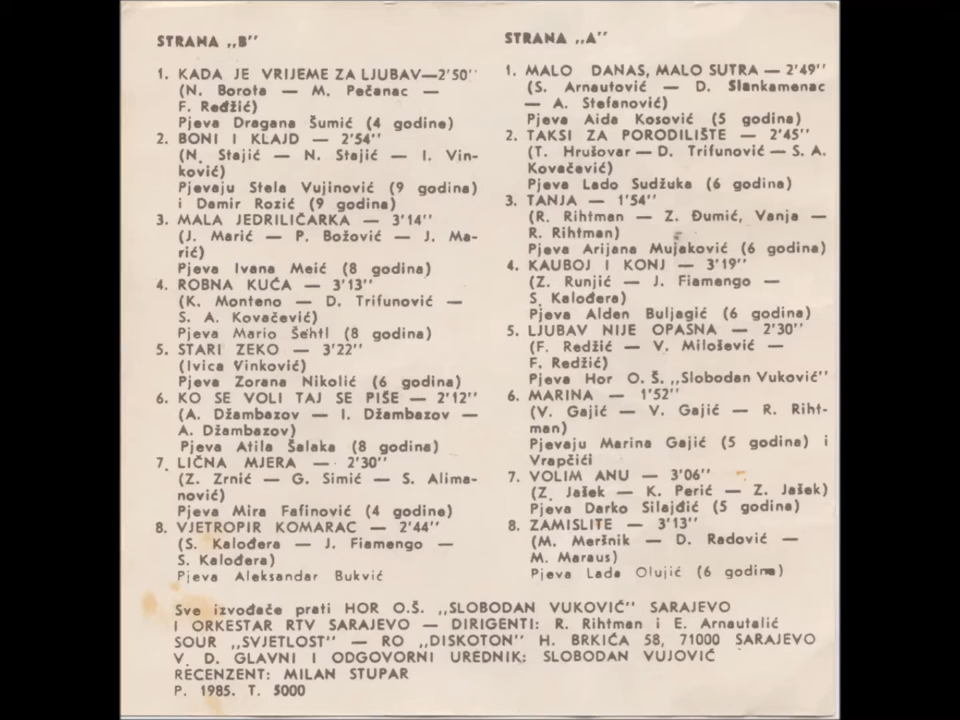 STRANA ,,B''
1. KADA JE VRIJEME ZA LJUBAV—2'50''
(N. Borota — M. Pečanac —
F. Redžić)
Pjeva Dragana Šumić (4 godine)
2. BONI I KLAJD — 2'54''
(N. Stajić — N. Stajić — I. Vin-
ković)
Pjevaju Stela Vujinović (9 godina)
i Damir Rozić (9 godina)
3. MALA JEDRILIČARKA — 3'14''
(J. Marić — P. Božović — J. Ma-
rić)
Pjeva Ivana Meić (8 godina)
4. ROBNA KUĆA — 3'13''
(K. Monteno — D. Trifunović —
S. A. Kovačević)
Pjeva Mario Šehtl (8 godina)
5. STARI ZEKO — 3'22''
(Ivica Vinković)
Pjeva Zorana Nikolić (6 godina)
6. KO SE VOLI TAJ SE PIŠE — 2'12''
(A. Džambazov — I. Džambazov —
A. Džambazov)
Pjeva Atila Šalaka (8 godina)
7. LIČNA MJERA — 2'30''
(Z. Zrnić — G. Simić — S. Alima-
nović)
Pjeva Mira Fafinović (4 godine)
8. VJETROPIR KOMARAC — 2'44''
(S. Kalođera — J. Fiamengo —
S. Kalođera)
Pjeva Aleksandar Bukvić
STRANA ,,A''
1. MALO DANAS, MALO SUTRA — 2'49''
(S. Arnautović — D. Slankamenac
— A. Stefanović)
Pjeva Aida Kosović (5 godina)
2. TAKSI ZA PORODILIŠTE — 2'45''
(T. Hrušovar — D. Trifunović — S. A.
Kovačević)
Pjeva Lado Sudžuka (6 godina)
3. TANJA — 1'54''
(R. Rihtman — Z. Đumić, Vanja —
R. Rihtman)
Pjeva Arijana Mujaković (6 godina)
4. KAUBOJ I KONJ — 3'19''
(Z. Runjić — J. Fiamengo —
S. Kalođera)
Pjeva Alden Buljagić (6 godina)
5. LJUBAV NIJE OPASNA — 2'30''
(F. Redžić — V. Milošević —
F. Redžić)
Pjeva Hor O. Š. ,,Slobodan Vuković''
6. MARINA — 1'52''
(V. Gajić — V. Gajić — R. Riht-
man)
Pjevaju Marina Gajić (5 godina) i
Vrapčići
7. VOLIM ANU — 3'06''
(Z. Jašek — K. Perić — Z. Jašek)
Pjeva Darko Silajdić (5 godina)
8. ZAMISLITE — 3'13''
(M. Meršnik — D. Radović —
M. Maraus)
Pjeva Lada Olujić (6 godina)
Sve izvođače prati HOR O.Š. ,,SLOBODAN VUKOVIĆ'' SARAJEVO
I ORKESTAR RTV SARAJEVO — DIRIGENTI: R. Rihtman i E. Arnautalić
SOUR ,,SVJETLOST'' — RO ,,DISKOTON'' H. BRKIĆA 58, 71000 SARAJEVO
V. D. GLAVNI I ODGOVORNI UREDNIK: SLOBODAN VUJOVIĆ
RECENZENT: MILAN STUPAR
P. 1985. T. 5000